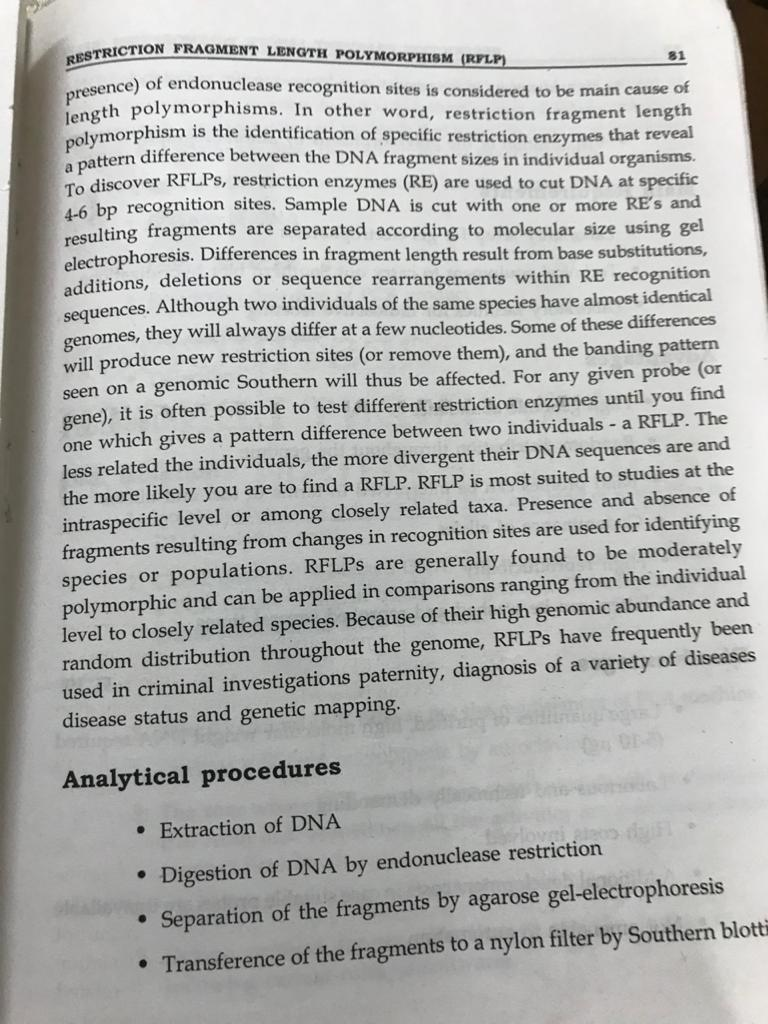 RESTRICTION FRAGMENT LENGTH POLYMORPHISM (RFLP) 81
presence) of endonuclease recognition sites is considered to be main cause of
length polymorphisms. In other word, restriction fragment length
polymorphism is the identification of specific restriction enzymes that reveal
a pattern difference between the DNA fragment sizes in individual organisms.
To discover RFLPs, restriction enzymes (RE) are used to cut DNA at specific
4-6 bp recognition sites. Sample DNA is cut with one or more RE's and
resulting fragments are separated according to molecular size using gel
electrophoresis. Differences in fragment length result from base substitutions,
additions, deletions or sequence rearrangements within RE recognition
sequences. Although two individuals of the same species have almost identical
genomes, they will always differ at a few nucleotides. Some of these differences
will produce new restriction sites (or remove them), and the banding pattern
seen on a genomic Southern will thus be affected. For any given probe (or
gene), it is often possible to test different restriction enzymes until you find
one which gives a pattern difference between two individuals - a RFLP. The
less related the individuals, the more divergent their DNA sequences are and
the more likely you are to find a RFLP. RFLP is most suited to studies at the
intraspecific level or among closely related taxa. Presence and absence of
fragments resulting from changes in recognition sites are used for identifying
species or populations. RFLPs are generally found to be moderately
polymorphic and can be applied in comparisons ranging from the individual
level to closely related species. Because of their high genomic abundance and
random distribution throughout the genome, RFLPs have frequently been
used in criminal investigations paternity, diagnosis of a variety of diseases
disease status and genetic mapping.
Analytical procedures
• Extraction of DNA
• Digestion of DNA by endonuclease restriction
• Separation of the fragments by agarose gel-electrophoresis
• Transference of the fragments to a nylon filter by Southern blotti